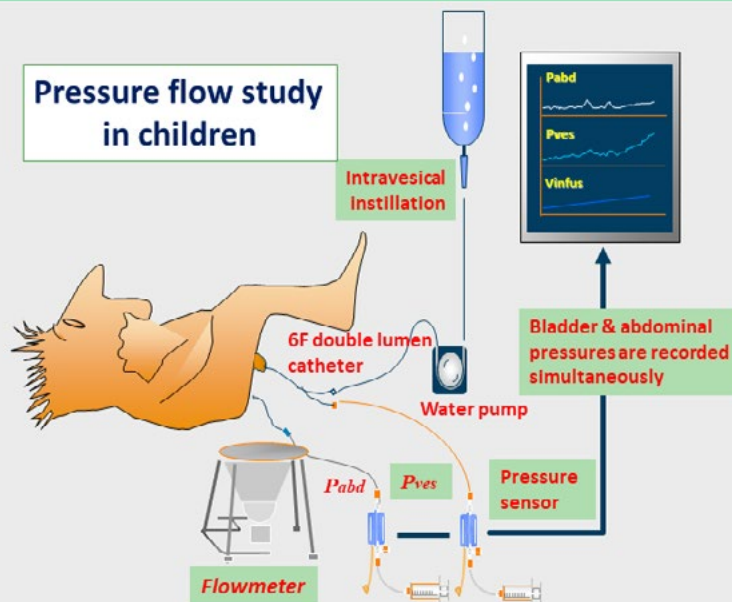 Pressure flow study
in children
Intravesical
instillation
Pabd
Pves
Vinfus
6F double lumen
catheter
Water pump
Bladder & abdominal
pressures are recorded
simultaneously
Pabd
Pves
Pressure
sensor
Flowmeter